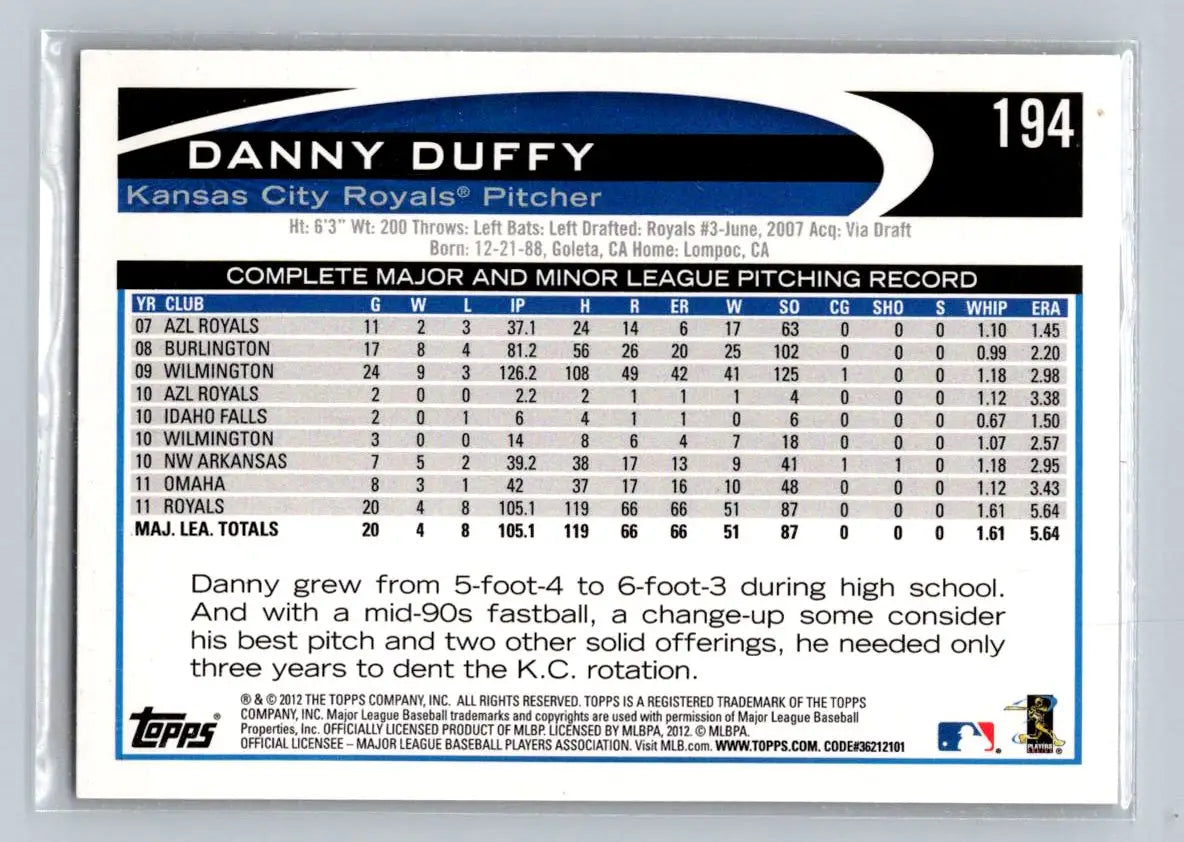 194
DANNY DUFFY
Kansas City Royals® Pitcher
Ht: 6'3" Wt: 200 Throws: Left Bats: Left Drafted: Royals #3-June, 2007 Acq: Via Draft
Born: 12-21-88, Goleta, CA Home: Lompoc, CA
COMPLETE MAJOR AND MINOR LEAGUE PITCHING RECORD
YR CLUB G W L IP H R ER W SO CG SHO S WHIP ERA
07 AZL ROYALS 11 2 3 37.1 24 14 6 17 63 0 0 0 1.10 1.45
08 BURLINGTON 17 8 4 81.2 56 26 20 25 102 0 0 0 0.99 2.20
09 WILMINGTON 24 9 3 126.2 108 49 42 41 125 1 0 0 1.18 2.98
10 AZL ROYALS 2 0 0 2.2 2 1 1 1 4 0 0 0 1.12 3.38
10 IDAHO FALLS 2 0 1 6 4 1 1 0 6 0 0 0 0.67 1.50
10 WILMINGTON 3 0 0 14 8 6 4 7 18 0 0 0 1.07 2.57
10 NW ARKANSAS 7 5 2 39.2 38 17 13 9 41 1 1 0 1.18 2.95
11 OMAHA 8 3 1 42 37 17 16 10 48 0 0 0 1.12 3.43
11 ROYALS 20 4 8 105.1 119 66 66 51 87 0 0 0 1.61 5.64
MAJ. LEA. TOTALS 20 4 8 105.1 119 66 66 51 87 0 0 0 1.61 5.64
Danny grew from 5-foot-4 to 6-foot-3 during high school.
And with a mid-90s fastball, a change-up some consider
his best pitch and two other solid offerings, he needed only
three years to dent the K.C. rotation.
TOPPS®
® & © 2012 THE TOPPS COMPANY, INC. ALL RIGHTS RESERVED. TOPPS IS A REGISTERED TRADEMARK OF THE TOPPS
COMPANY, INC. Major League Baseball trademarks and copyrights are used with permission of Major League Baseball
Properties, Inc. OFFICIALLY LICENSED PRODUCT OF MLBP. LICENSED BY MLBPA, 2012. © MLBPA.
OFFICIAL LICENSEE – MAJOR LEAGUE BASEBALL PLAYERS ASSOCIATION. Visit MLB.com. WWW.TOPPS.COM. CODE#36212101
PLAYERS